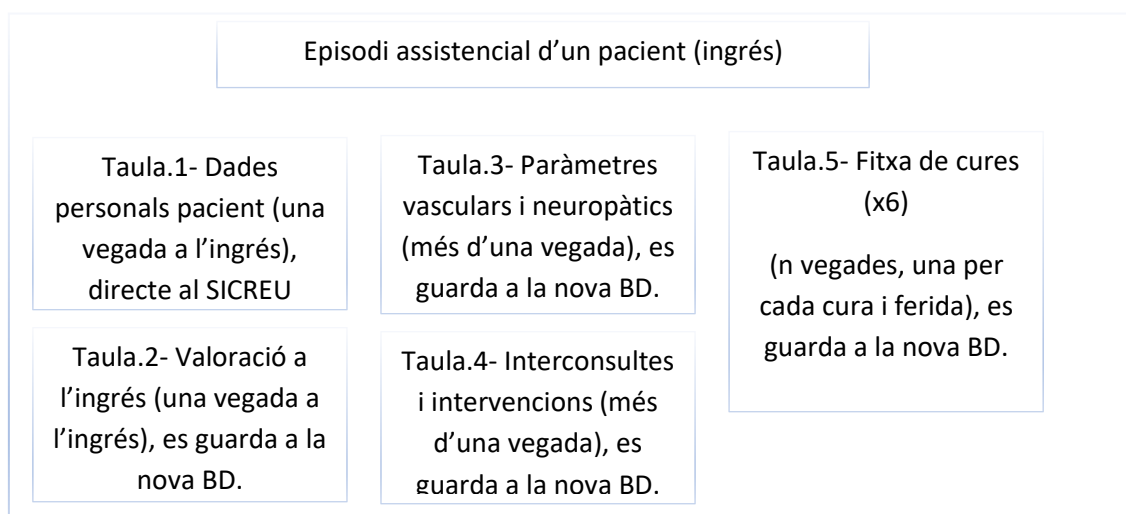 Episodi assistencial d’un pacient (ingrés)
Taula.1- Dades
personals pacient (una
vegada a l’ingrés),
directe al SICREU
Taula.2- Valoració a
l’ingrés (una vegada a
l’ingrés), es guarda a la
nova BD.
Taula.3- Paràmetres
vasculars i neuropàtics
(més d’una vegada), es
guarda a la nova BD.
Taula.4- Interconsultes
i intervencions (més
d’una vegada), es
guarda a la nova BD.
Taula.5- Fitxa de cures
(x6)
(n vegades, una per
cada cura i ferida), es
guarda a la nova BD.